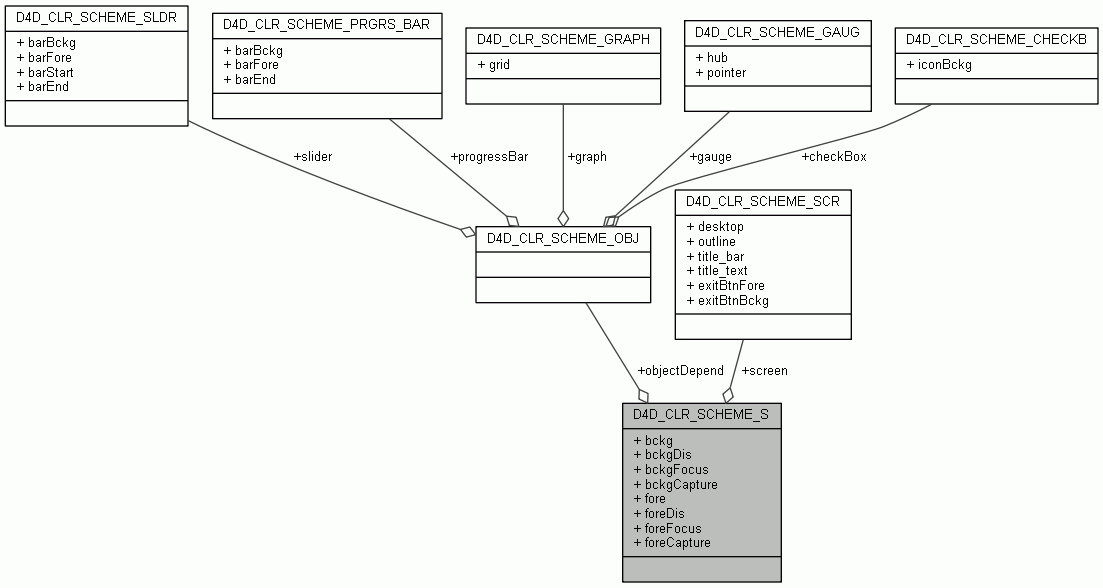 D4D_CLR_SCHEME_SLDR
+ barBckg
+ barFore
+ barStart
+ barEnd
D4D_CLR_SCHEME_PRGRS_BAR
+ barBckg
+ barFore
+ barEnd
D4D_CLR_SCHEME_GRAPH
+ grid
D4D_CLR_SCHEME_GAUG
+ hub
+ pointer
D4D_CLR_SCHEME_CHECKB
+ iconBckg
+slider
+progressBar
+graph
+gauge
+checkBox
D4D_CLR_SCHEME_OBJ
D4D_CLR_SCHEME_SCR
+ desktop
+ outline
+ title_bar
+ title_text
+ exitBtnFore
+ exitBtnBckg
+objectDepend
+screen
D4D_CLR_SCHEME_S
+ bckg
+ bckgDis
+ bckgFocus
+ bckgCapture
+ fore
+ foreDis
+ foreFocus
+ foreCapture